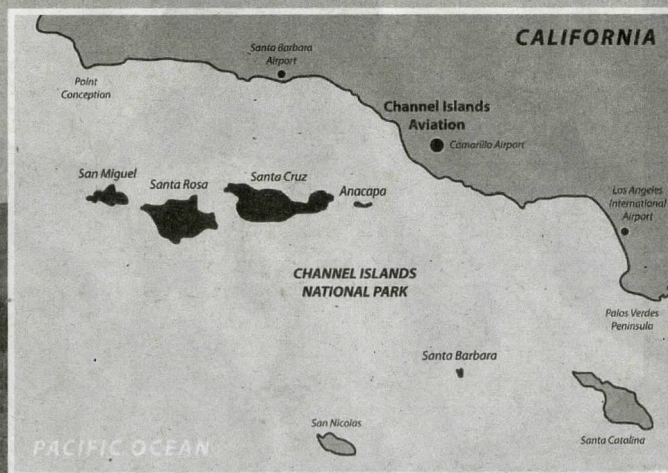 CALIFORNIA
Santa Barbara
Airport
Point
Conception
Channel Islands
Aviation
Camarillo Airport
San Miguel
Santa Rosa
Santa Cruz
Anacapa
Los Angeles
International
Airport
CHANNEL ISLANDS
NATIONAL PARK
Palos Verdes
Peninsula
Santa Barbara
San Nicolas
Santa Catalina
PACIFIC OCEAN